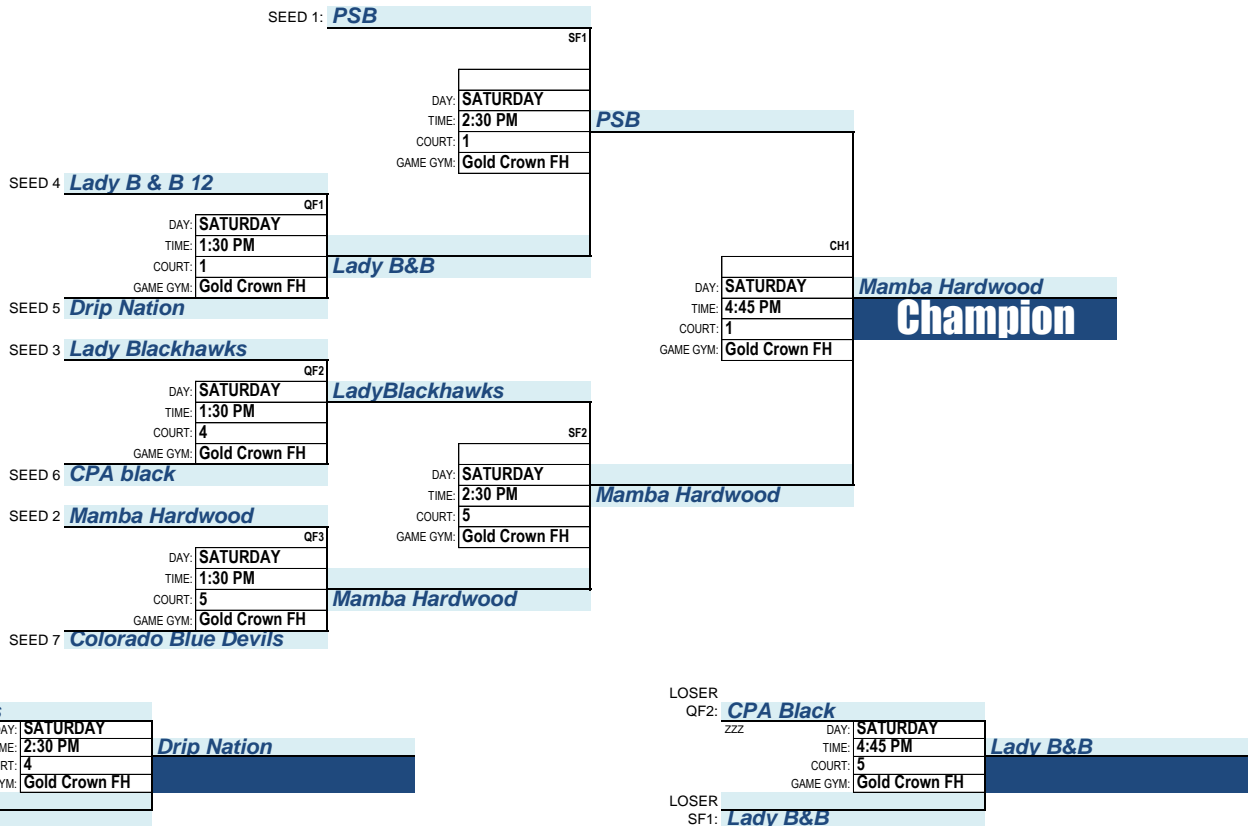 SEED 1: PSB
SF1
DAY: SATURDAY
TIME: 2:30 PM
COURT: 1
GAME GYM: Gold Crown FH
PSB
SEED 4 Lady B & B 12
QF1
DAY: SATURDAY
TIME: 1:30 PM
COURT: 1
GAME GYM: Gold Crown FH
Lady B&B
SEED 5 Drip Nation
CH1
DAY: SATURDAY
TIME: 4:45 PM
COURT: 1
GAME GYM: Gold Crown FH
Mamba Hardwood
Champion
SEED 3 Lady Blackhawks
QF2
DAY: SATURDAY
TIME: 1:30 PM
COURT: 4
GAME GYM: Gold Crown FH
LadyBlackhawks
SEED 6 CPA black
SF2
DAY: SATURDAY
TIME: 2:30 PM
COURT: 5
GAME GYM: Gold Crown FH
Mamba Hardwood
SEED 2 Mamba Hardwood
QF3
DAY: SATURDAY
TIME: 1:30 PM
COURT: 5
GAME GYM: Gold Crown FH
Mamba Hardwood
SEED 7 Colorado Blue Devils
SATURDAY
2:30 PM
4
Gold Crown FH
Drip Nation
LOSER
QF2: CPA Black
zzz
DAY: SATURDAY
TIME: 4:45 PM
COURT: 5
GAME GYM: Gold Crown FH
Lady B&B
LOSER
SF1: Lady B&B